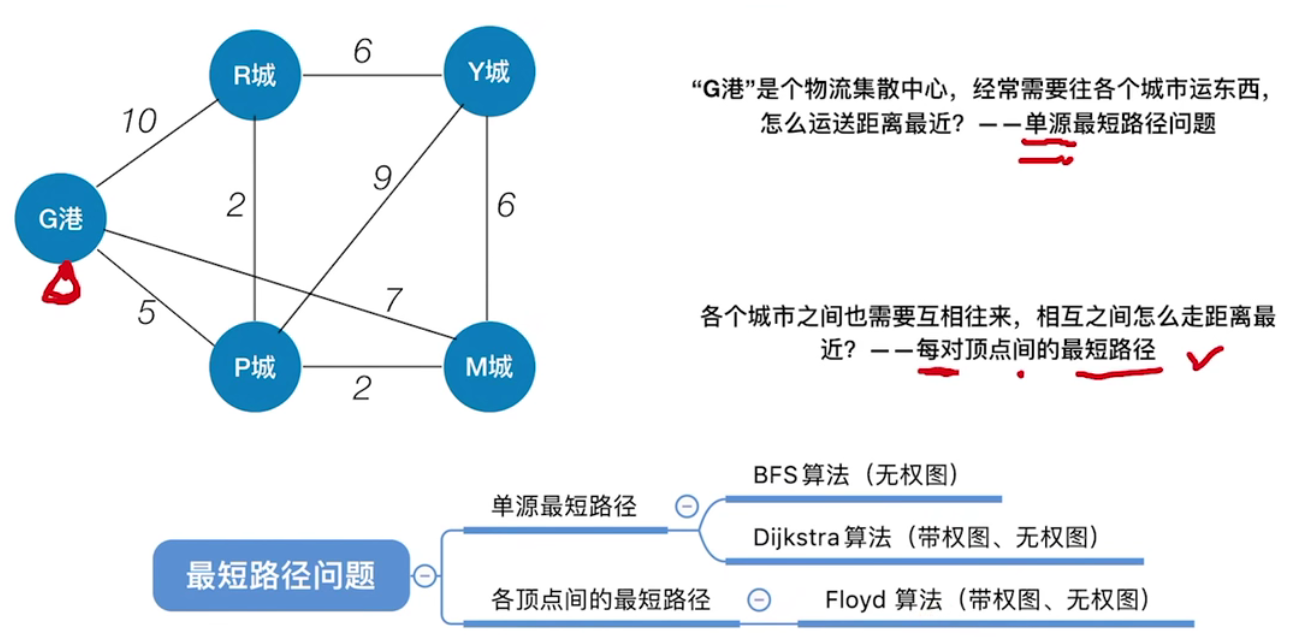 R城
6
Y城
10
2
9
6
G港
5
7
P城
2
M城
“G港”是个物流集散中心，经常需要往各个城市运东西，
怎么运送距离最近？——单源最短路径问题
各个城市之间也需要互相往来，相互之间怎么走距离最
近？——每对顶点间的最短路径
最短路径问题
单源最短路径
BFS算法（无权图）
Dijkstra算法（带权图、无权图）
各顶点间的最短路径
Floyd 算法（带权图、无权图）